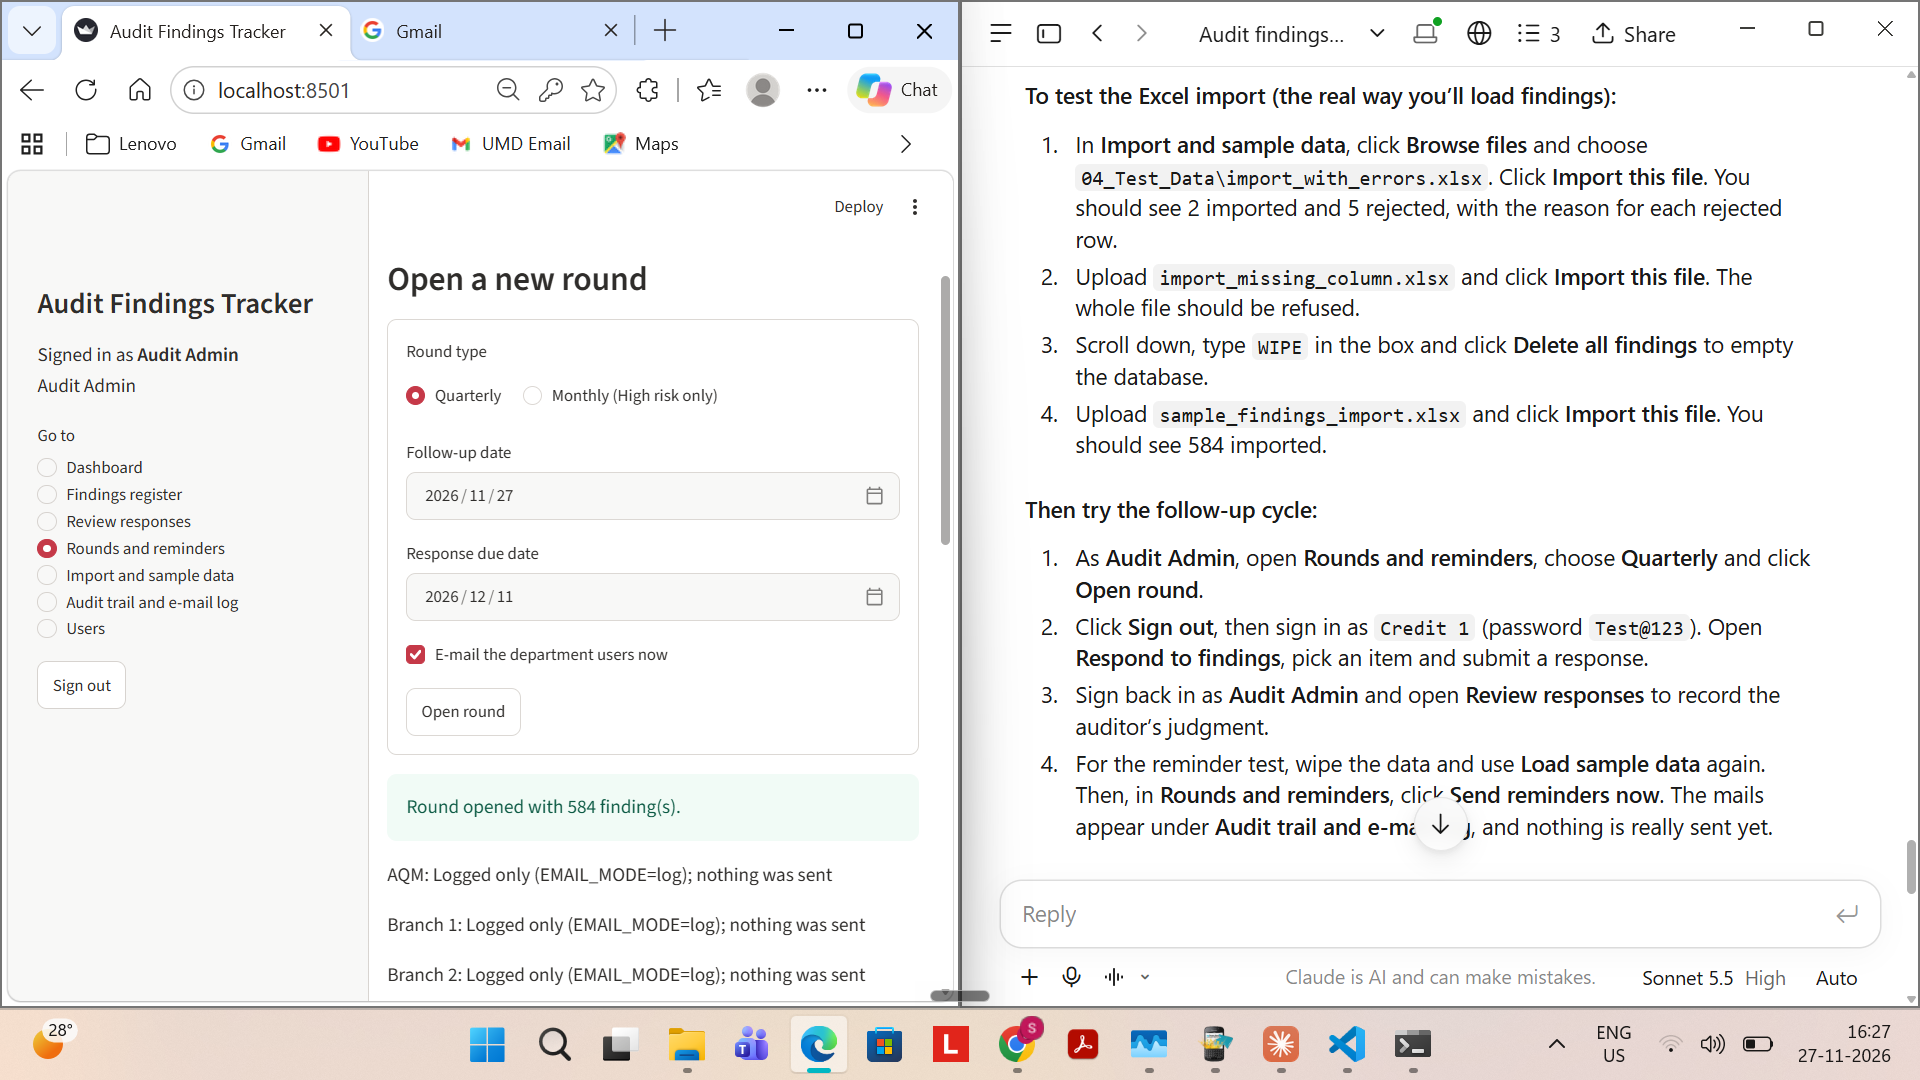 Audit Findings Tracker
Gmail
localhost:8501
Chat
Lenovo
Gmail
YouTube
UMD Email
Maps
Deploy
Audit Findings Tracker
Signed in as Audit Admin
Audit Admin
Go to
Dashboard
Findings register
Review responses
Rounds and reminders
Import and sample data
Audit trail and e-mail log
Users
Sign out
Open a new round
Round type
Quarterly
Monthly (High risk only)
Follow-up date
2026/11/27
Response due date
2026/12/11
E-mail the department users now
Open round
Round opened with 584 finding(s).
AQM: Logged only (EMAIL_MODE=log); nothing was sent
Branch 1: Logged only (EMAIL_MODE=log); nothing was sent
Branch 2: Logged only (EMAIL_MODE=log); nothing was sent
Audit findings...
3
Share
To test the Excel import (the real way you'll load findings):
1. In Import and sample data, click Browse files and choose
04_Test_Data\import_with_errors.xlsx. Click Import this file. You
should see 2 imported and 5 rejected, with the reason for each rejected
row.
2. Upload import_missing_column.xlsx and click Import this file. The
whole file should be refused.
3. Scroll down, type WIPE in the box and click Delete all findings to empty
the database.
4. Upload sample_findings_import.xlsx and click Import this file. You
should see 584 imported.
Then try the follow-up cycle:
1. As Audit Admin, open Rounds and reminders, choose Quarterly and click
Open round.
2. Click Sign out, then sign in as Credit 1 (password Test@123). Open
Respond to findings, pick an item and submit a response.
3. Sign back in as Audit Admin and open Review responses to record the
auditor's judgment.
4. For the reminder test, wipe the data and use Load sample data again.
Then, in Rounds and reminders, click Send reminders now. The mails
appear under Audit trail and e-ma g, and nothing is really sent yet.
Reply
Claude is AI and can make mistakes.
Sonnet 5.5 High
Auto
28°
L
S
ENG
US
16:27
27-11-2026